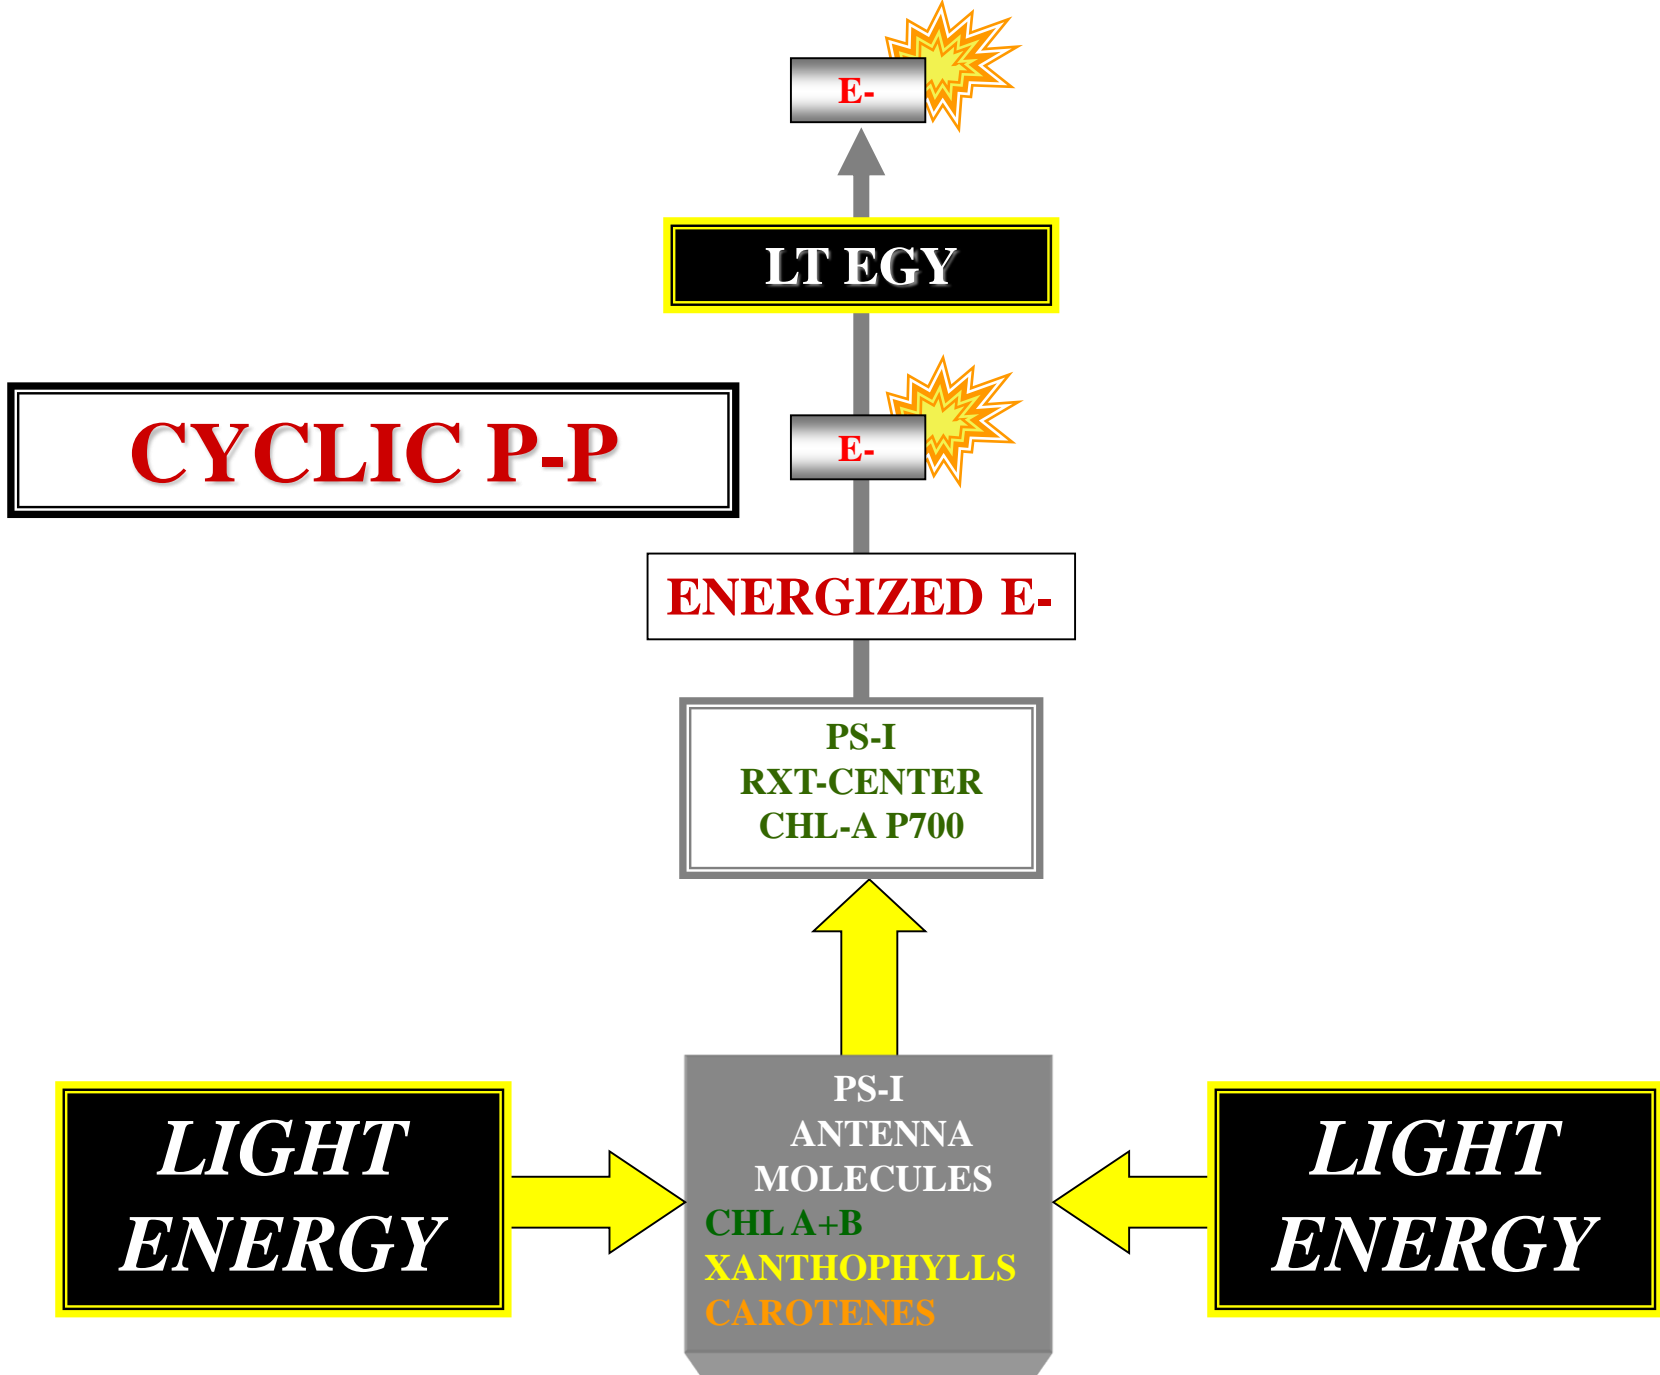 E-
LT EGY
CYCLIC P-P
E-
ENERGIZED E-
PS-I
RXT-CENTER
CHL-A P700
LIGHT
ENERGY
PS-I
ANTENNA
MOLECULES
CHL A+B
XANTHOPHYLLS
CAROTENES
LIGHT
ENERGY